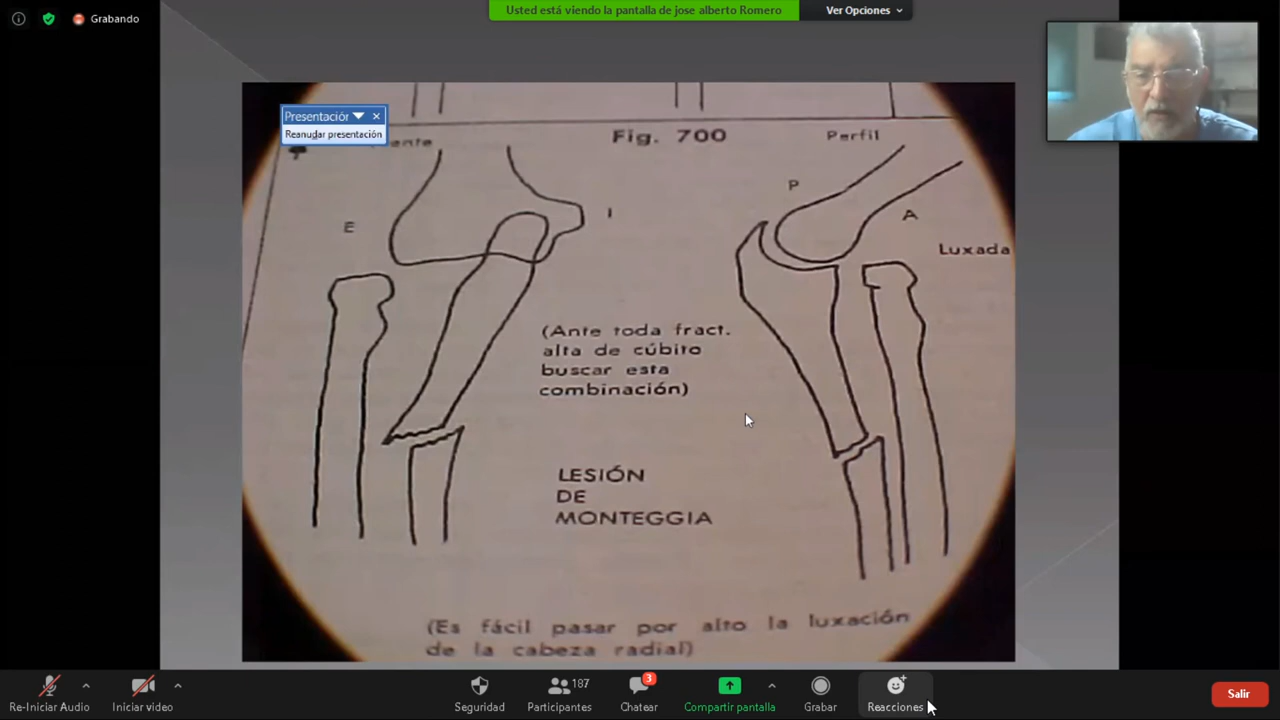 Grabando
Usted está viendo la pantalla de jose alberto Romero
Ver Opciones
Presentación
Reanudar presentación
Fig. 700
Perfil
E
I
P
A
Luxada
(Ante toda fract.
alta de cúbito
buscar esta
combinación)
LESIÓN
DE
MONTEGGIA
(Es fácil pasar por alto la luxación
de la cabeza radial)
Re-Iniciar Audio
Iniciar video
Seguridad
187
Participantes
3
Chatear
Compartir pantalla
Grabar
Reacciones
Salir